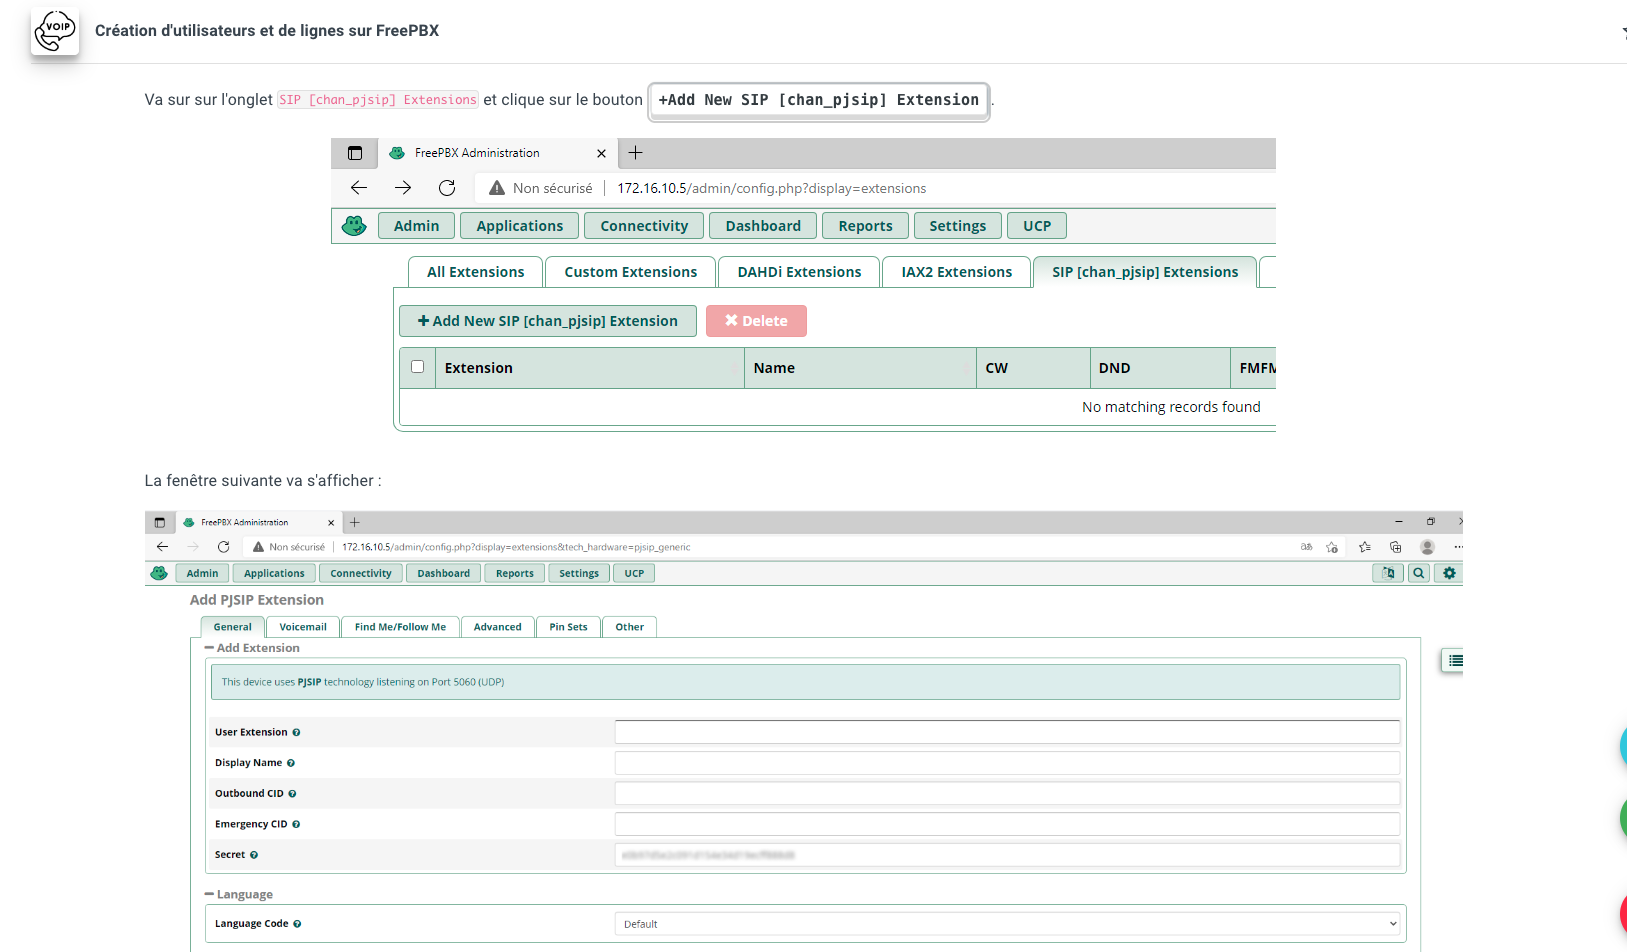 VOIP
Création d'utilisateurs et de lignes sur FreePBX
Va sur sur l'onglet SIP [chan_pjsip] Extensions et clique sur le bouton +Add New SIP [chan_pjsip] Extension .
FreePBX Administration
Non sécurisé 172.16.10.5/admin/config.php?display=extensions
Admin Applications Connectivity Dashboard Reports Settings UCP
All Extensions Custom Extensions DAHDi Extensions IAX2 Extensions SIP [chan_pjsip] Extensions
Add New SIP [chan_pjsip] Extension Delete
Extension Name CW DND FMFM
No matching records found
La fenêtre suivante va s'afficher :
FreePBX Administration
Non sécurisé 172.16.10.5/admin/config.php?display=extensions&tech_hardware=pjsip_generic
Admin Applications Connectivity Dashboard Reports Settings UCP
Add PJSIP Extension
General Voicemail Find Me/Follow Me Advanced Pin Sets Other
Add Extension
This device uses PJSIP technology listening on Port 5060 (UDP)
User Extension
Display Name
Outbound CID
Emergency CID
Secret
Language
Language Code Default